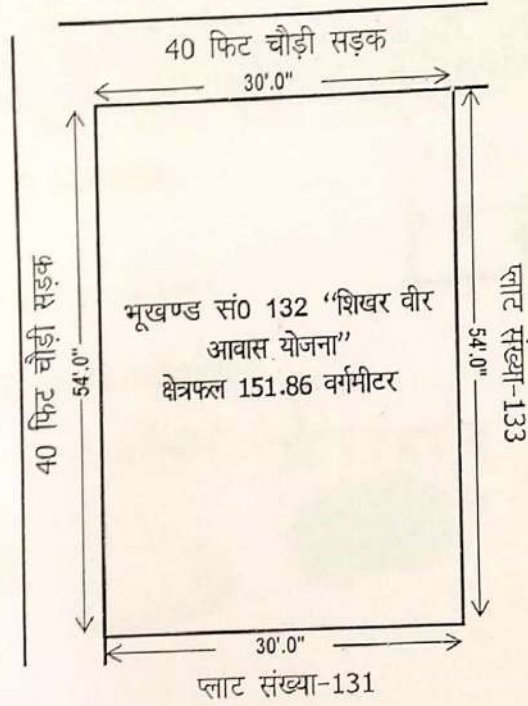 40 फिट चौड़ी सड़क
30'.0"
40 फिट चौड़ी सड़क
54'.0"
भूखण्ड सं0 132 “शिखर वीर
आवास योजना”
क्षेत्रफल 151.86 वर्गमीटर
54'.0"
प्लाट संख्या-133
30'.0"
प्लाट संख्या-131